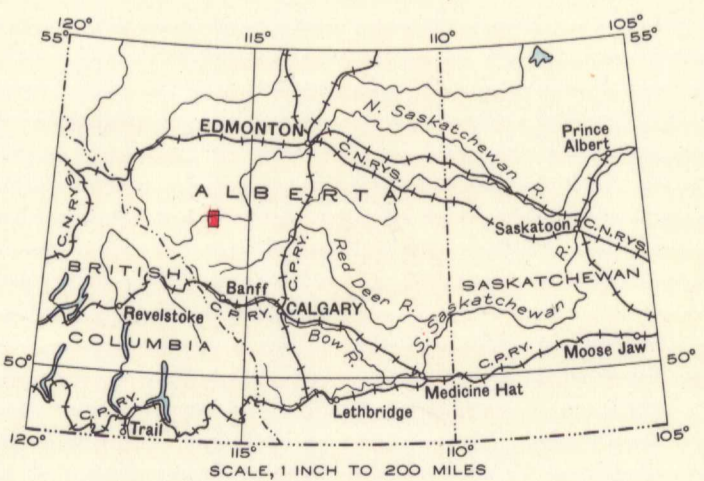 120°
55°
115°
110°
105°
55°
EDMONTON
N. Saskatchewan R.
Prince
Albert
C.N.RYS.
ALBERTA
C.N.RYS.
Saskatoon
C.N.RYS.
C.P.RY.
Red Deer R.
S. Saskatchewan R.
SASKATCHEWAN
BRITISH
COLUMBIA
Banff
C.P.RY.
CALGARY
Revelstoke
Bow R.
C.P.RY.
Moose Jaw
50°
50°
Medicine Hat
Lethbridge
C.P.RY.
Trail
120°
115°
110°
105°
SCALE, 1 INCH TO 200 MILES